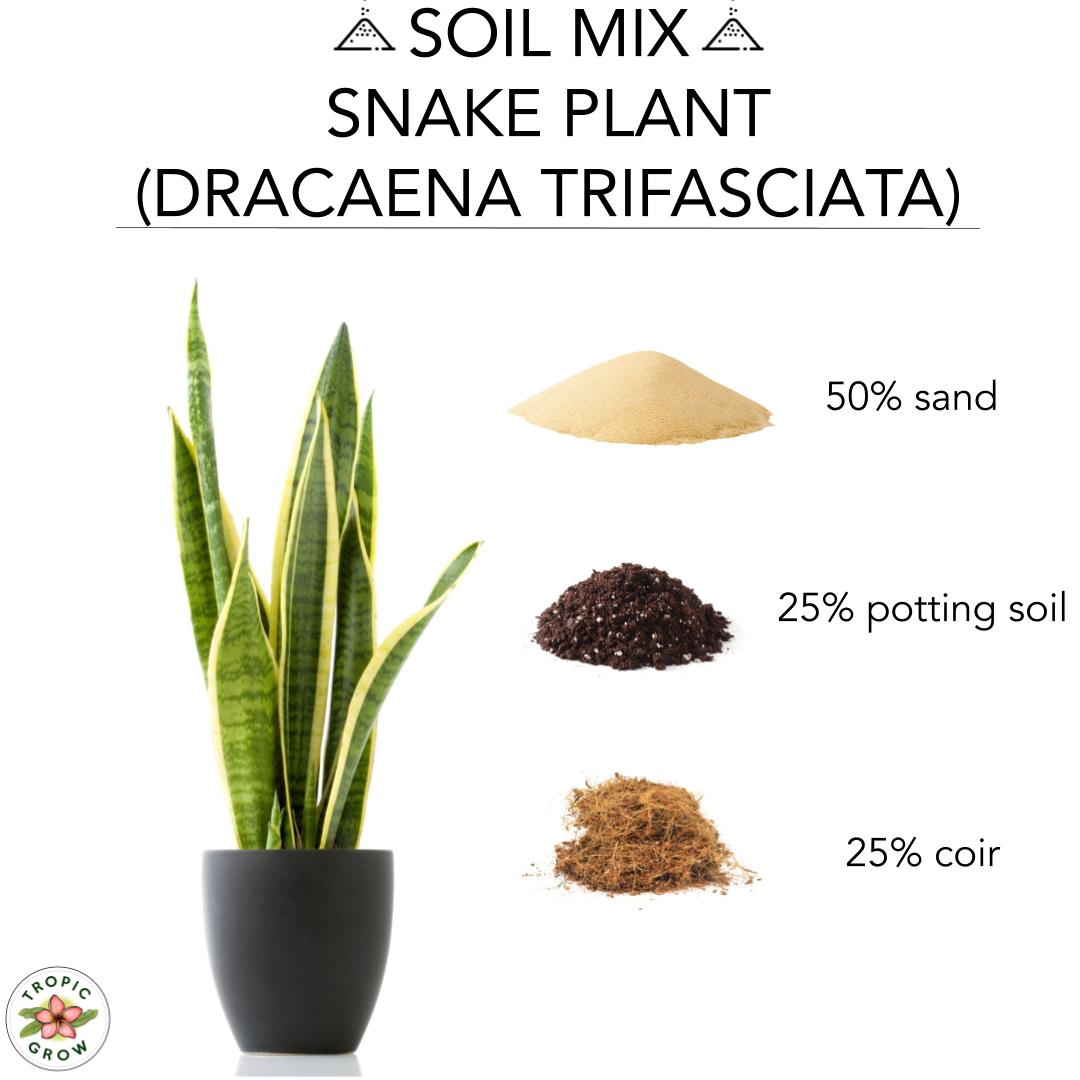 SOIL MIX
SNAKE PLANT
(DRACAENA TRIFASCIATA)
50% sand
25% potting soil
25% coir
TROPIC
GROW